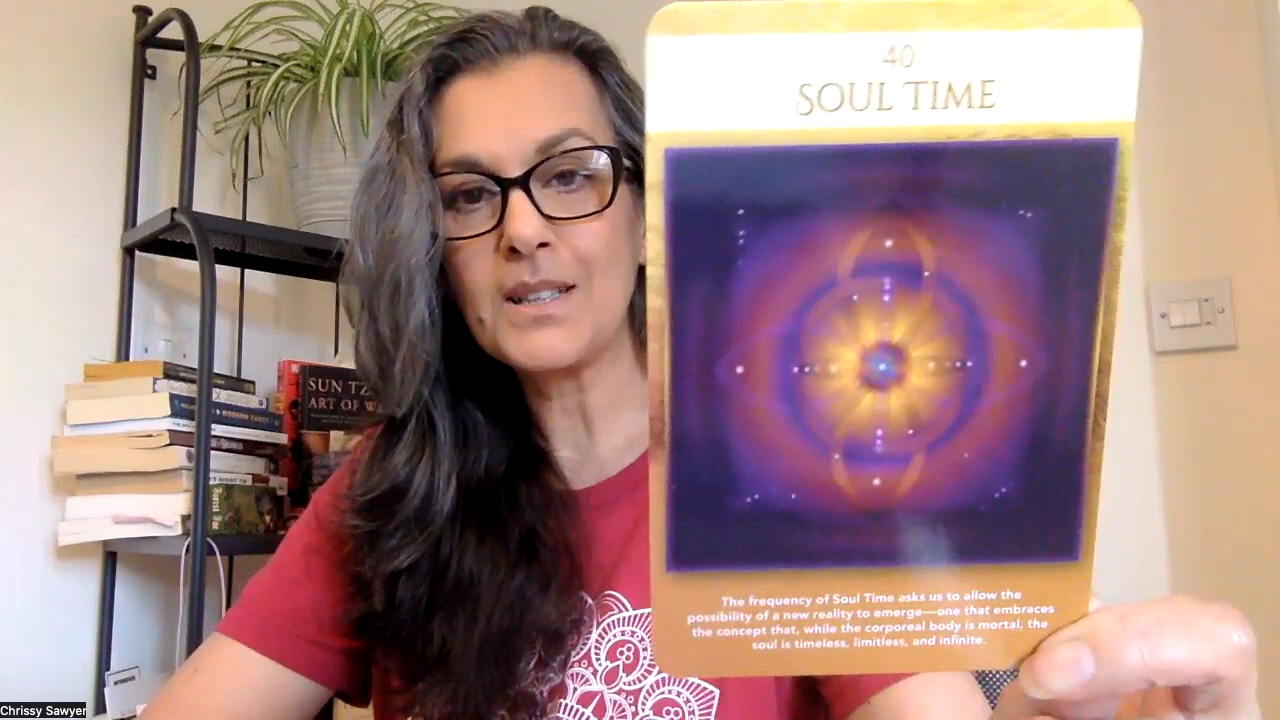 40
SOUL TIME
The frequency of Soul Time asks us to allow the
possibility of a new reality to emerge—one that embraces
the concept that, while the corporeal body is mortal, the
soul is timeless, limitless, and infinite.
SUN TZ
ART OF W
Chrissy Sawyer